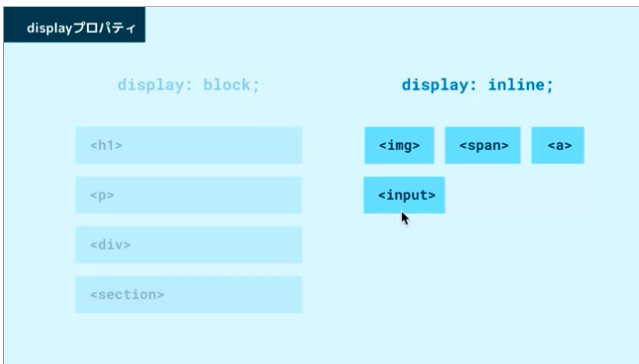 displayプロパティ
display: block;
<h1>
<p>
<div>
<section>
display: inline;
<img> <span> <a>
<input>